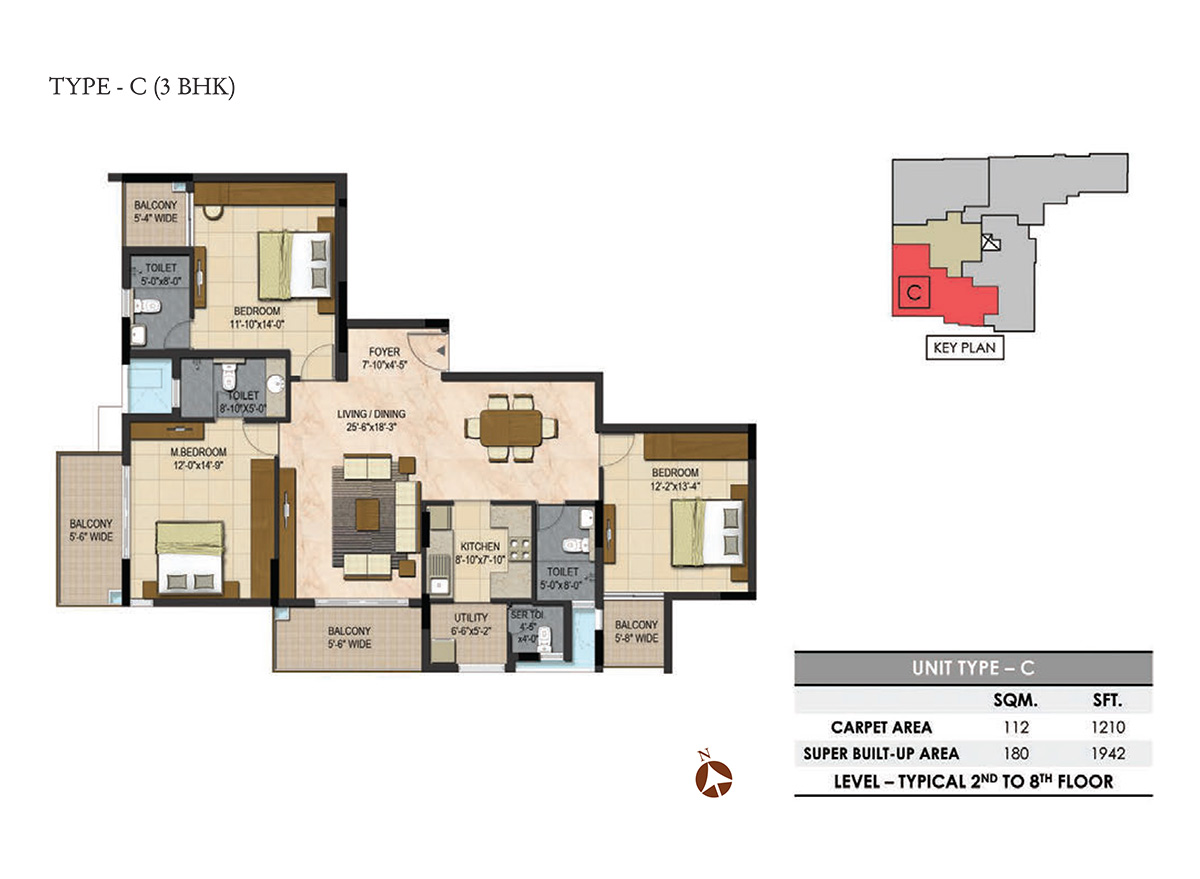 TYPE - C (3 BHK)
BALCONY
5'-4" WIDE
TOILET
5'-0"x8'-0"
BEDROOM
11'-10"x14'-0"
FOYER
7'-10"x4'-5"
TOILET
8'-10"X5'-0"
LIVING / DINING
25'-6"x18'-3"
M.BEDROOM
12'-0"x14'-9"
BEDROOM
12'-2"x13'-4"
BALCONY
5'-6" WIDE
KITCHEN
8'-10"x7'-10"
TOILET
5'-0"x8'-0"
BALCONY
5'-6" WIDE
UTILITY
6'-6"x5'-2"
SER.TOI.
4'-5"
x4'-0"
BALCONY
5'-8" WIDE
C
KEY PLAN
N
UNIT TYPE – C
SQM. SFT.
CARPET AREA 112 1210
SUPER BUILT-UP AREA 180 1942
LEVEL – TYPICAL 2ND TO 8TH FLOOR